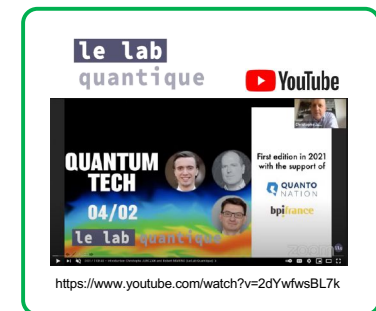 le lab
quantique
YouTube
QUANTUM
TECH
04/02
le lab quantique
First edition in 2021
with the support of
QUANTO
NATION
bpifrance
https://www.youtube.com/watch?v=2dYwfwsBL7k